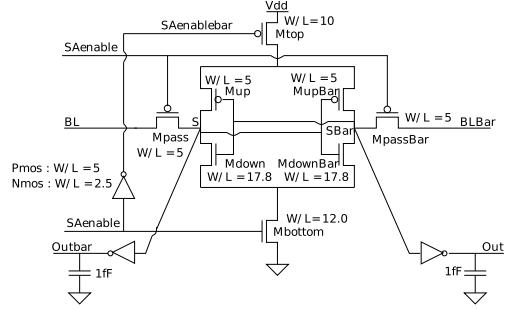 Vdd
W/L=10
SAenablebar
Mtop
SAenable
W/L=5
W/L=5
Mup
MupBar
W/L=5
BL
S
SBar
BLBar
Mpass
MpassBar
W/L=5
Pmos : W/L=5
Mdown
MdownBar
Nmos : W/L=2.5
W/L=17.8
W/L=17.8
SAenable
W/L=12.0
Mbottom
Outbar
Out
1fF
1fF